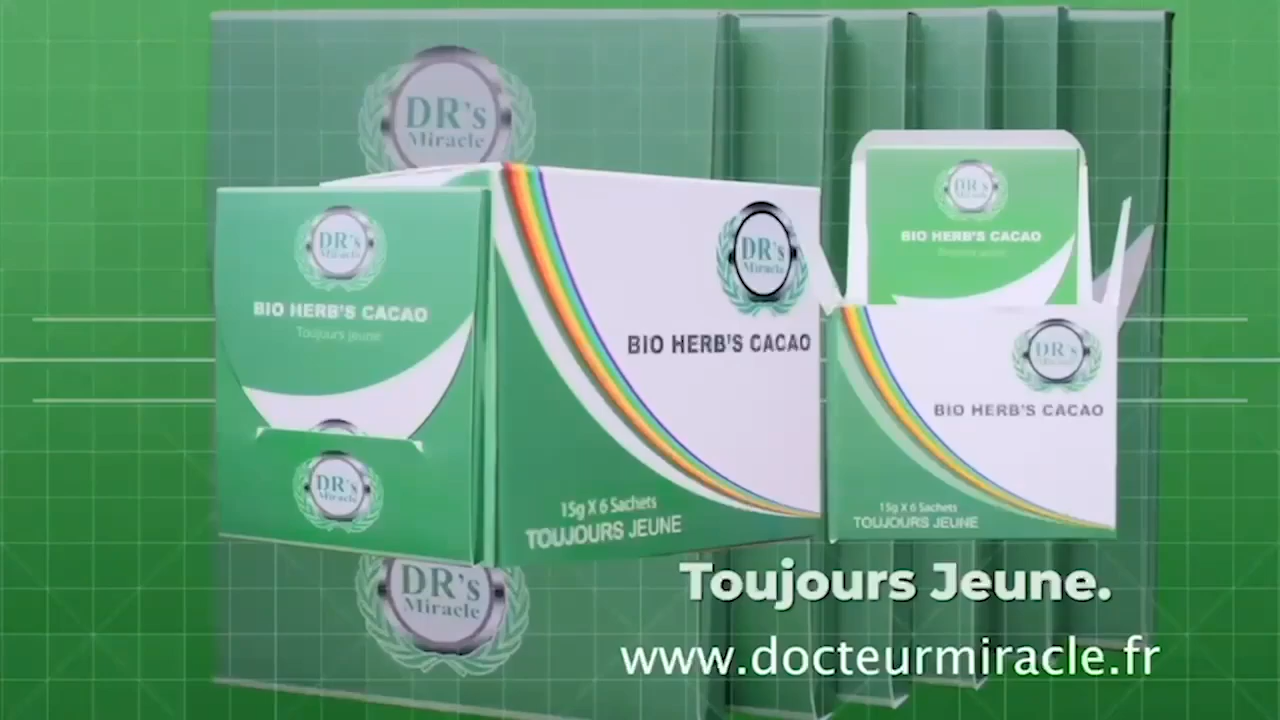 DR's
Miracle
DR's
Miracle
BIO HERB'S CACAO
Toujours jeune
DR's
Miracle
DR's
Miracle
BIO HERB'S CACAO
15g X 6 Sachets
TOUJOURS JEUNE
DR's
BIO HERB'S CACAO
DR's
Miracle
BIO HERB'S CACAO
15g X 6 Sachets
TOUJOURS JEUNE
DR's
Miracle
Toujours Jeune.
www.docteurmiracle.fr